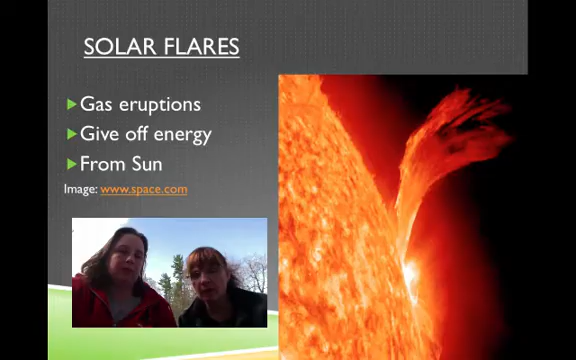 SOLAR FLARES
Gas eruptions
Give off energy
From Sun
Image: www.space.com